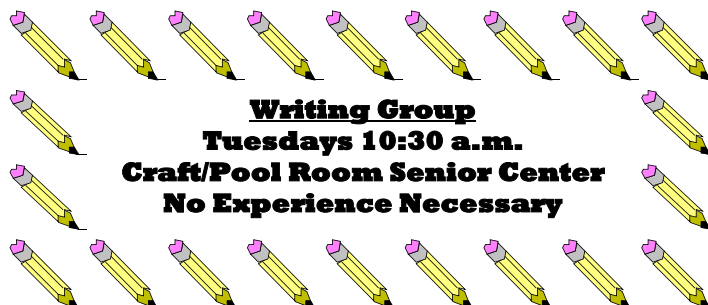 Writing Group
Tuesdays 10:30 a.m.
Craft/Pool Room Senior Center
No Experience Necessary